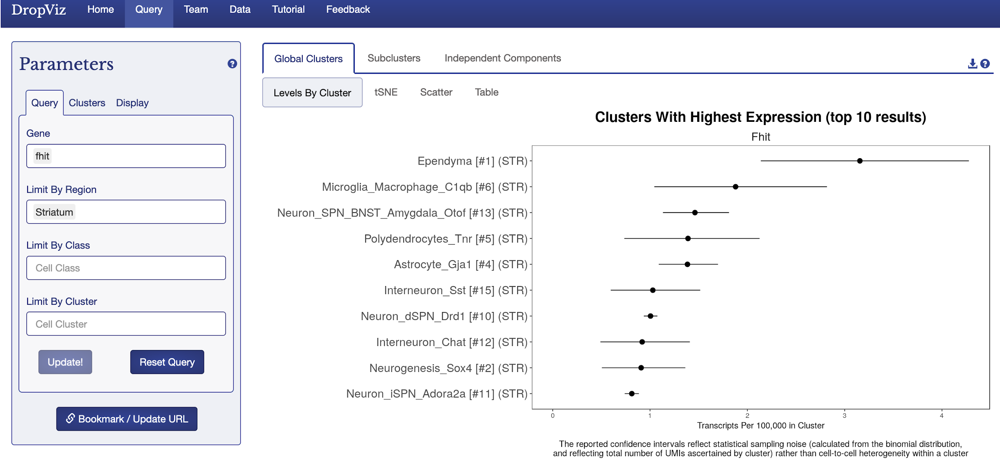 DropViz Home Query Team Data Tutorial Feedback
Parameters
Query Clusters Display
Gene
fhit
Limit By Region
Striatum
Limit By Class
Cell Class
Limit By Cluster
Cell Cluster
Update! Reset Query
Bookmark / Update URL
Global Clusters Subclusters Independent Components
Levels By Cluster tSNE Scatter Table
Clusters With Highest Expression (top 10 results)
Fhit
Ependyma [#1] (STR)
Microglia_Macrophage_C1qb [#6] (STR)
Neuron_SPN_BNST_Amygdala_Otof [#13] (STR)
Polydendrocytes_Tnr [#5] (STR)
Astrocyte_Gja1 [#4] (STR)
Interneuron_Sst [#15] (STR)
Neuron_dSPN_Drd1 [#10] (STR)
Interneuron_Chat [#12] (STR)
Neurogenesis_Sox4 [#2] (STR)
Neuron_iSPN_Adora2a [#11] (STR)
0 1 2 3 4
Transcripts Per 100,000 in Cluster
The reported confidence intervals reflect statistical sampling noise (calculated from the binomial distribution,
and reflecting total number of UMIs ascertained by cluster) rather than cell-to-cell heterogeneity within a cluster